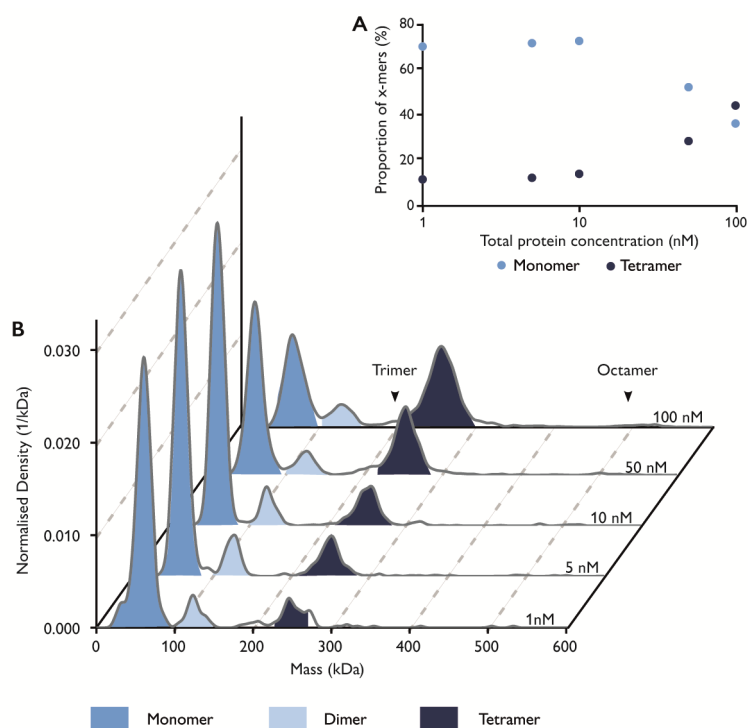 A
80
60
40
20
0
Proportion of x-mers (%)
1
10
100
Total protein concentration (nM)
Monomer
Tetramer
B
0.030
0.020
0.010
0.000
Normalised Density (1/kDa)
Trimer
Octamer
100 nM
50 nM
10 nM
5 nM
1nM
0
100
200
300
400
500
600
Mass (kDa)
Monomer
Dimer
Tetramer